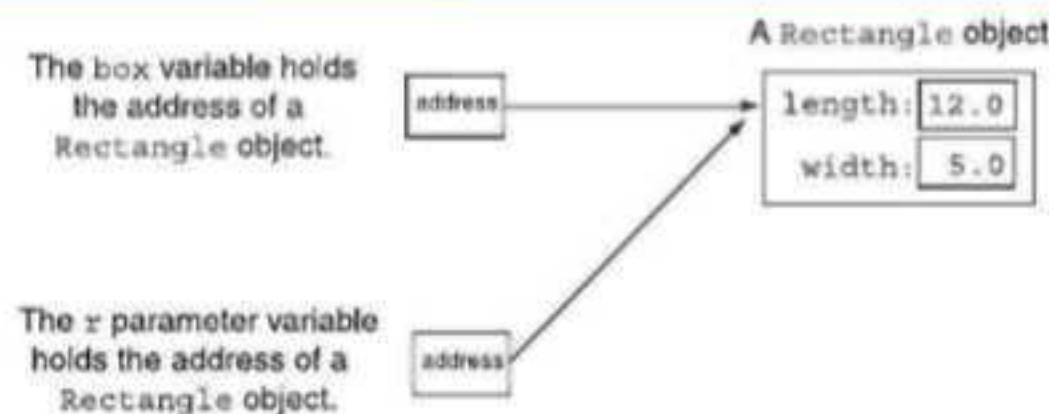 A Rectangle object
The box variable holds
the address of a
Rectangle object.
address
length: 12.0
width: 5.0
The r parameter variable
holds the address of a
Rectangle object.
address